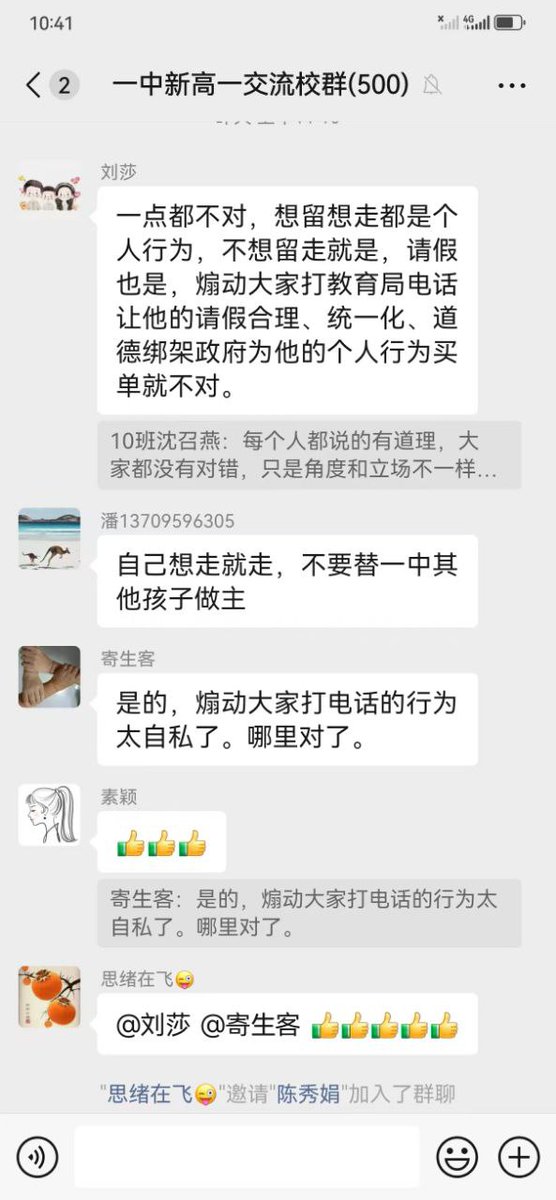 10:41
4G
2
一中新高一交流校群(500)
刘莎
一点都不对，想留想走都是个
人行为，不想留走就是，请假
也是，煽动大家打教育局电话
让他的请假合理、统一化、道
德绑架政府为他的个人行为买
单就不对。
10班沈召燕：每个人都说的有道理，大
家都没有对错，只是角度和立场不一样...
潘13709596305
自己想走就走，不要替一中其
他孩子做主
寄生客
是的，煽动大家打电话的行为
太自私了。哪里对了。
素颖
👍👍👍
寄生客：是的，煽动大家打电话的行为太
自私了。哪里对了。
思绪在飞😜
@刘莎 @寄生客 👍👍👍👍👍
"思绪在飞😜"邀请"陈秀娟"加入了群聊